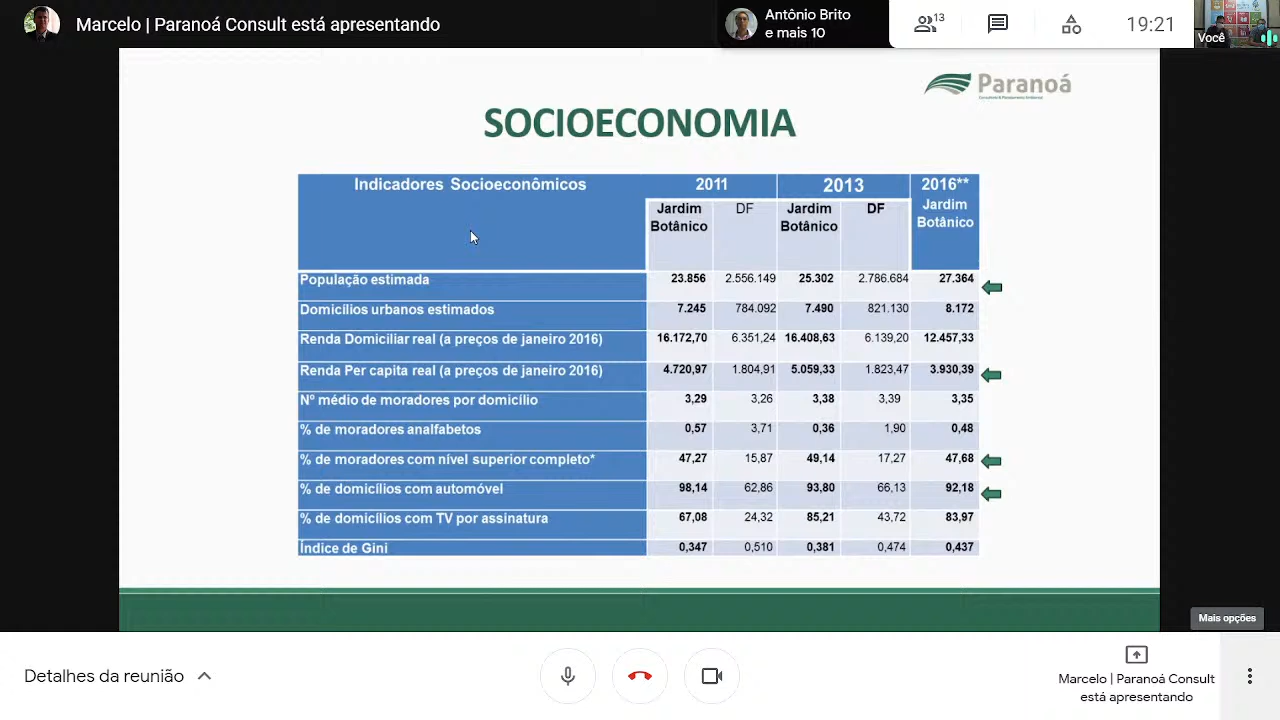 Marcelo | Paranoá Consult está apresentando
Antônio Brito
e mais 10
13
19:21
Você
Paranoá
SOCIOECONOMIA
Indicadores Socioeconômicos 2011 2013 2016**
Jardim Botânico DF Jardim Botânico DF Jardim Botânico
População estimada 23.856 2.556.149 25.302 2.786.684 27.364
Domicílios urbanos estimados 7.245 784.092 7.490 821.130 8.172
Renda Domiciliar real (a preços de janeiro 2016) 16.172,70 6.351,24 16.408,63 6.139,20 12.457,33
Renda Per capita real (a preços de janeiro 2016) 4.720,97 1.804,91 5.059,33 1.823,47 3.930,39
Nº médio de moradores por domicílio 3,29 3,26 3,38 3,39 3,35
% de moradores analfabetos 0,57 3,71 0,36 1,90 0,48
% de moradores com nível superior completo* 47,27 15,87 49,14 17,27 47,68
% de domicílios com automóvel 98,14 62,86 93,80 66,13 92,18
% de domicílios com TV por assinatura 67,08 24,32 85,21 43,72 83,97
Índice de Gini 0,347 0,510 0,381 0,474 0,437
Mais opções
Detalhes da reunião
Marcelo | Paranoá Consult
está apresentando